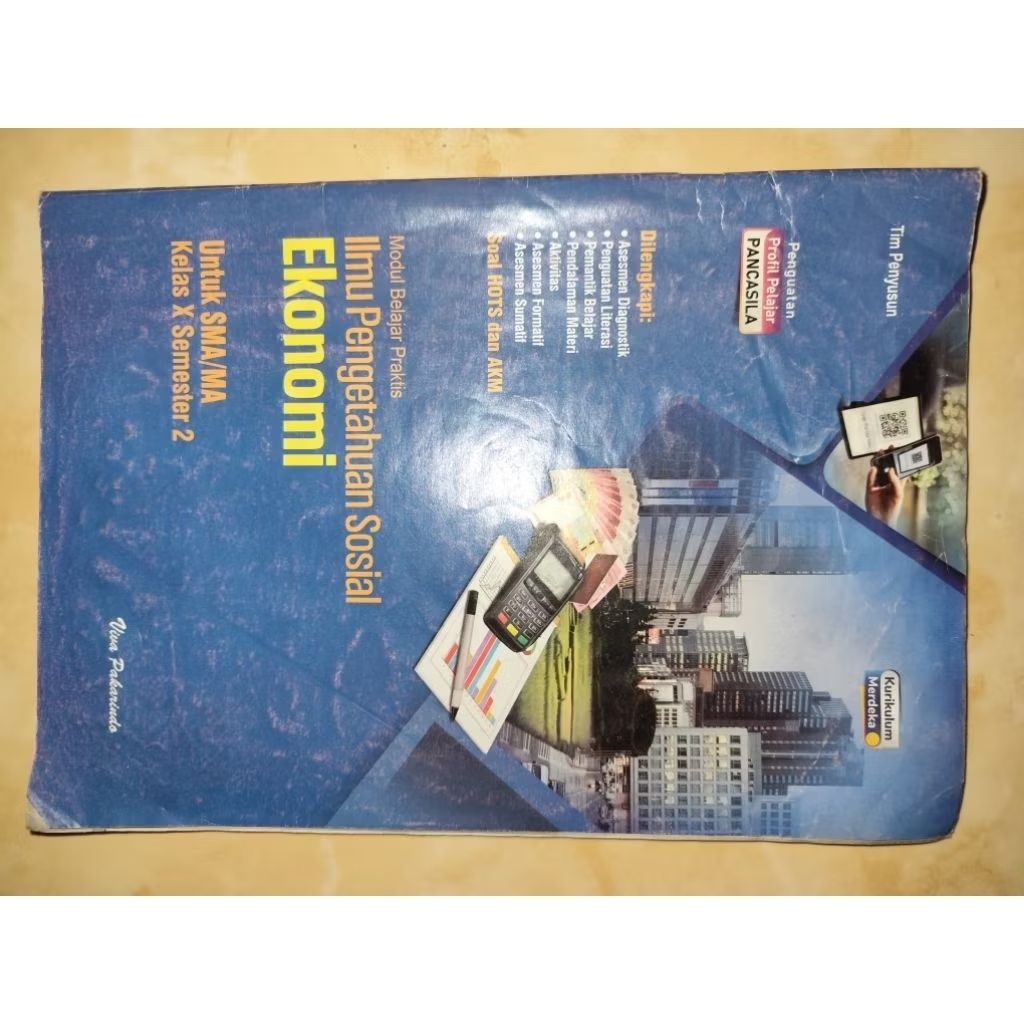 Tim Penyusun
Penguatan
Profil Pelajar
PANCASILA
Kurikulum
Merdeka
Dilengkapi:
• Asesmen Diagnostik
• Penguatan Literasi
• Pemantik Belajar
• Pendalaman Materi
• Aktivitas
• Asesmen Formatif
• Asesmen Sumatif
Soal HOTS dan AKM
Modul Belajar Praktis
Ilmu Pengetahuan Sosial
Ekonomi
Untuk SMA/MA
Kelas X Semester 2
Viva Pakarindo